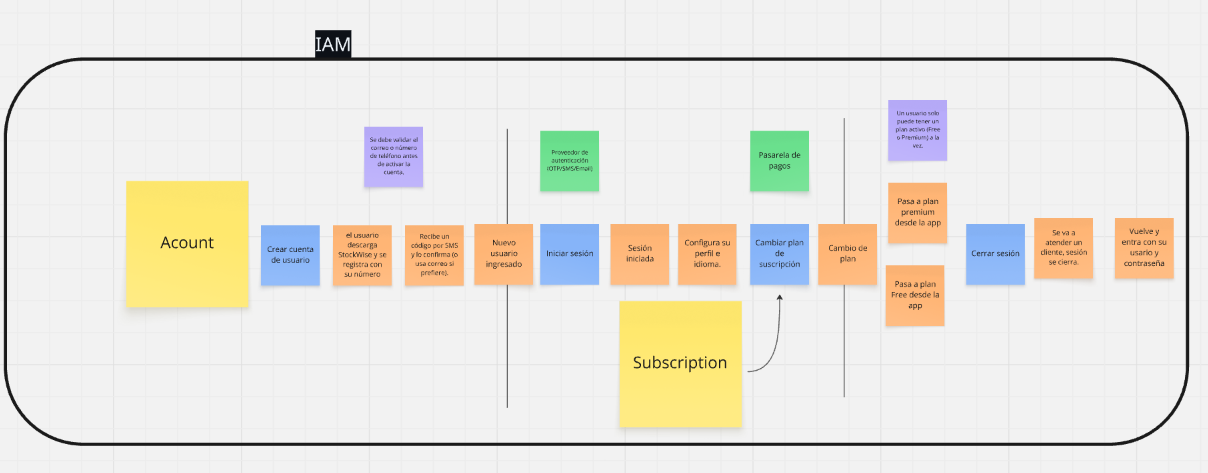 IAM
Acount
Crear cuenta
de usuario
Se debe validar el
correo o número
de teléfono antes
de activar la
cuenta.
el usuario
descarga
StockWise y se
registra con
su número
Recibe un
código por SMS
y lo confirma (o
usa correo si
prefiere).
Nuevo
usuario
ingresado
Proveedor de
autenticación
(OTP/SMS/Email)
Iniciar sesión
Sesión
iniciada
Configura su
perfil e
idioma.
Subscription
Pasarela de
pagos
Cambiar plan
de
suscripción
Cambio de
plan
Un usuario solo
puede tener un
plan activo (Free
o Premium) a la
vez.
Pasa a plan
premium
desde la app
Pasa a plan
Free desde la
app
Cerrar sesión
Se va a
atender un
cliente, sesión
se cierra.
Vuelve y
entra con su
usario y
contraseña